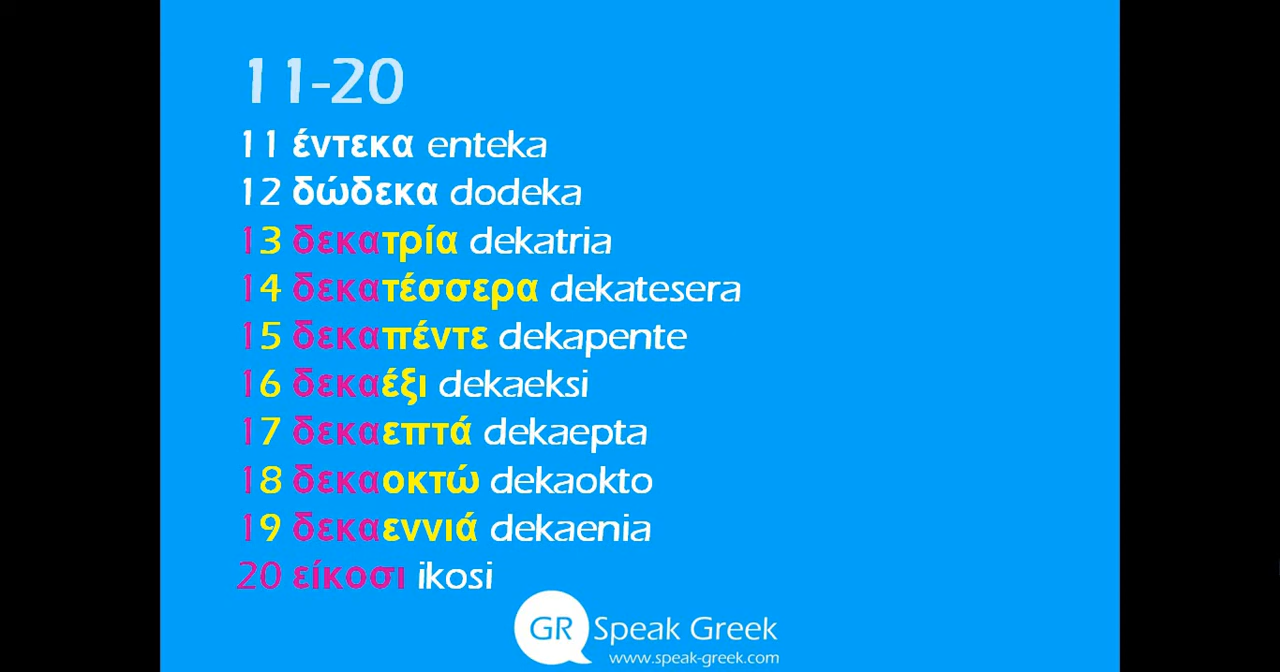 11-20
11 έντεκα enteka
12 δώδεκα dodeka
13 δεκατρία dekatria
14 δεκατέσσερα dekatesera
15 δεκαπέντε dekapente
16 δεκαέξι dekaeksi
17 δεκαεπτά dekaepta
18 δεκαοκτώ dekaokto
19 δεκαεννιά dekaenia
20 είκοσι ikosi
GR Speak Greek
www.speak-greek.com